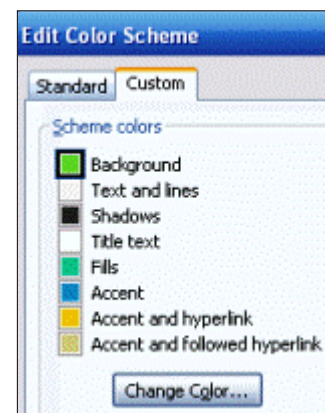 Edit Color Scheme
Standard Custom
Scheme colors
Background
Text and lines
Shadows
Title text
Fills
Accent
Accent and hyperlink
Accent and followed hyperlink
Change Color...